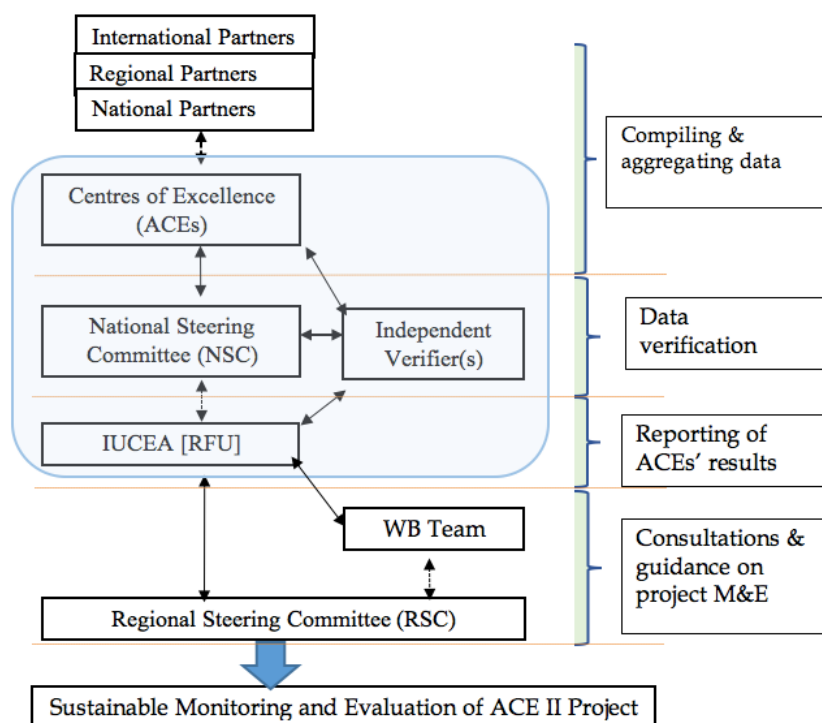 International Partners
Regional Partners
National Partners
Compiling &
aggregating data
Centres of Excellence
(ACEs)
National Steering
Committee (NSC)
Independent
Verifier(s)
Data
verification
IUCEA [RFU]
Reporting of
ACEs’ results
WB Team
Consultations &
guidance on
project M&E
Regional Steering Committee (RSC)
Sustainable Monitoring and Evaluation of ACE II Project